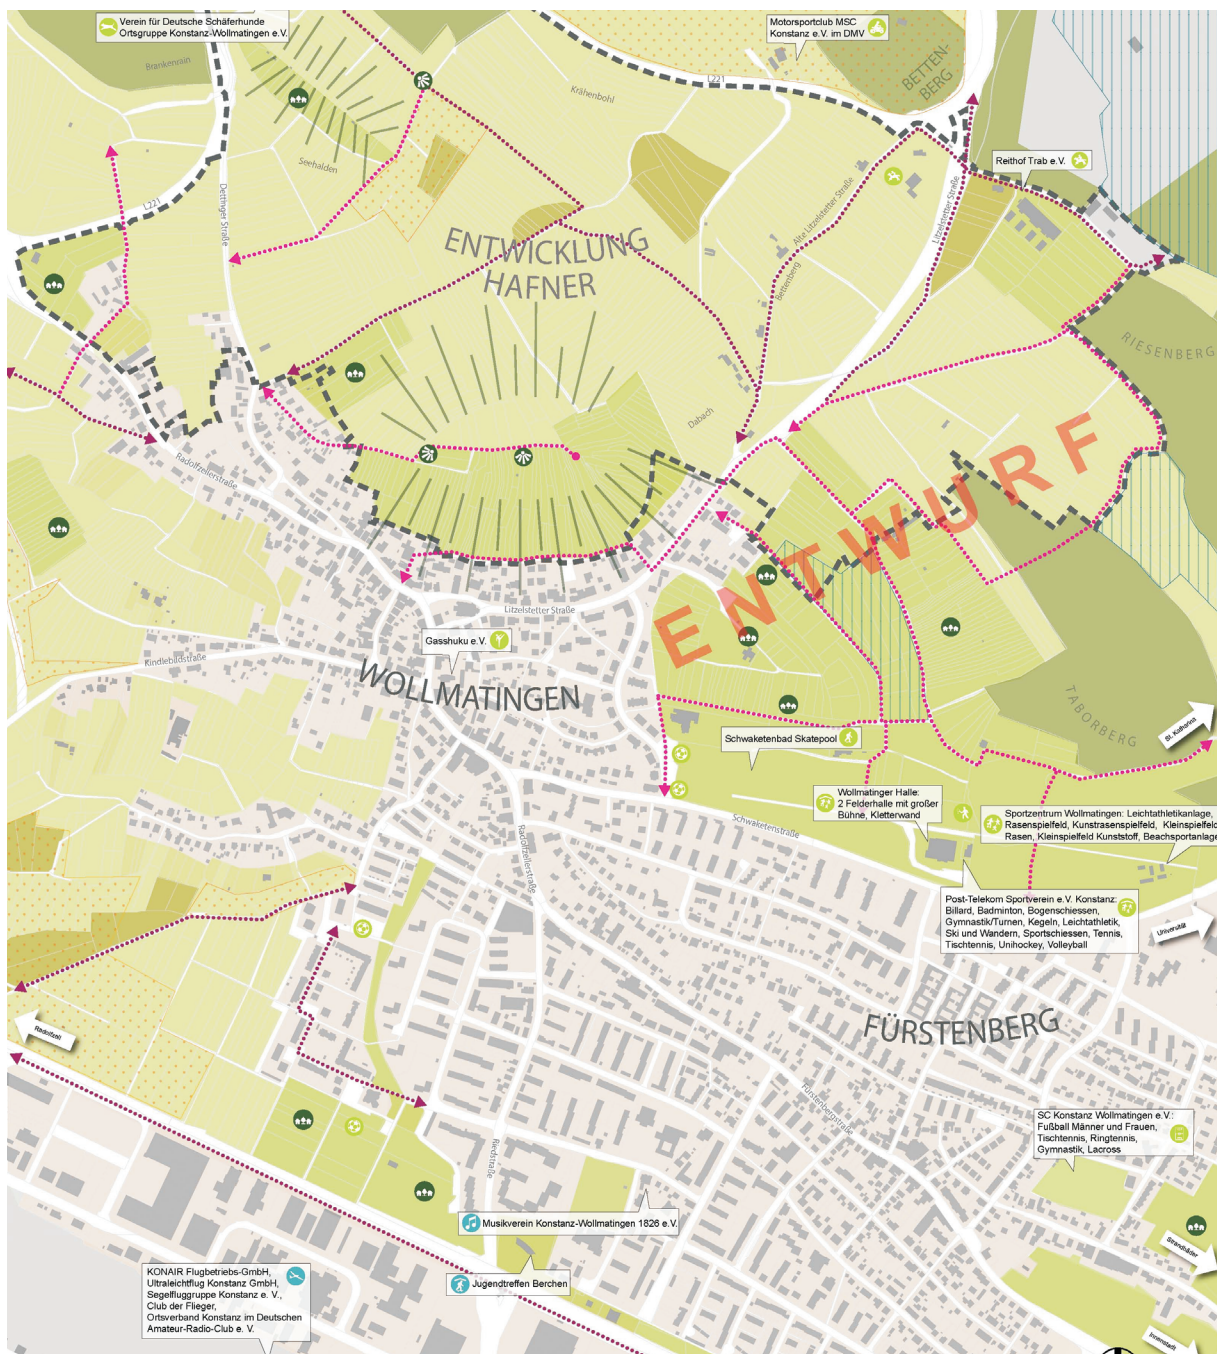 Verein für Deutsche Schäferhunde
Ortsgruppe Konstanz-Wollmatingen e.V.
Motorsportclub MSC
Konstanz e.V. im DMV
Brankenrain
L221
BETTEN-
BERG
Krähenbohl
Seehalden
Reithof Trab e.V.
L221
Dettinger Straße
Alte Litzelstetter Straße
Litzelstetter Straße
ENTWICKLUNG
HAFNER
Bettenberg
RIESENBERG
Dabach
Radolfzellerstraße
ENTWURF
Litzelstetter Straße
Gasshuku e.V.
Kindlebildstraße
WOLLMATINGEN
TABORBERG
St. Katharina
Schwaketenbad Skatepool
Wollmatinger Halle:
2 Felderhalle mit großer
Bühne, Kletterwand
Sportzentrum Wollmatingen: Leichtathletikanlage,
Rasenspielfeld, Kunstrasenspielfeld, Kleinspielfeld
Rasen, Kleinspielfeld Kunststoff, Beachsportanlage
Schwaketenstraße
Radolfzellerstraße
Post-Telekom Sportverein e.V. Konstanz:
Billard, Badminton, Bogenschiessen,
Gymnastik/Turnen, Kegeln, Leichtathletik,
Ski und Wandern, Sportschiessen, Tennis,
Tischtennis, Unihockey, Volleyball
Universität
Radolfzell
FÜRSTENBERG
Fürstenbergstraße
SC Konstanz Wollmatingen e.V.:
Fußball Männer und Frauen,
Tischtennis, Ringtennis,
Gymnastik, Lacross
Riedstraße
Musikverein Konstanz-Wollmatingen 1826 e.V.
Strandbäder
KONAIR Flugbetriebs-GmbH,
Ultraleichtflug Konstanz GmbH,
Segelfluggruppe Konstanz e. V.,
Club der Flieger,
Ortsverband Konstanz im Deutschen
Amateur-Radio-Club e. V.
Jugendtreffen Berchen
Innenstadt